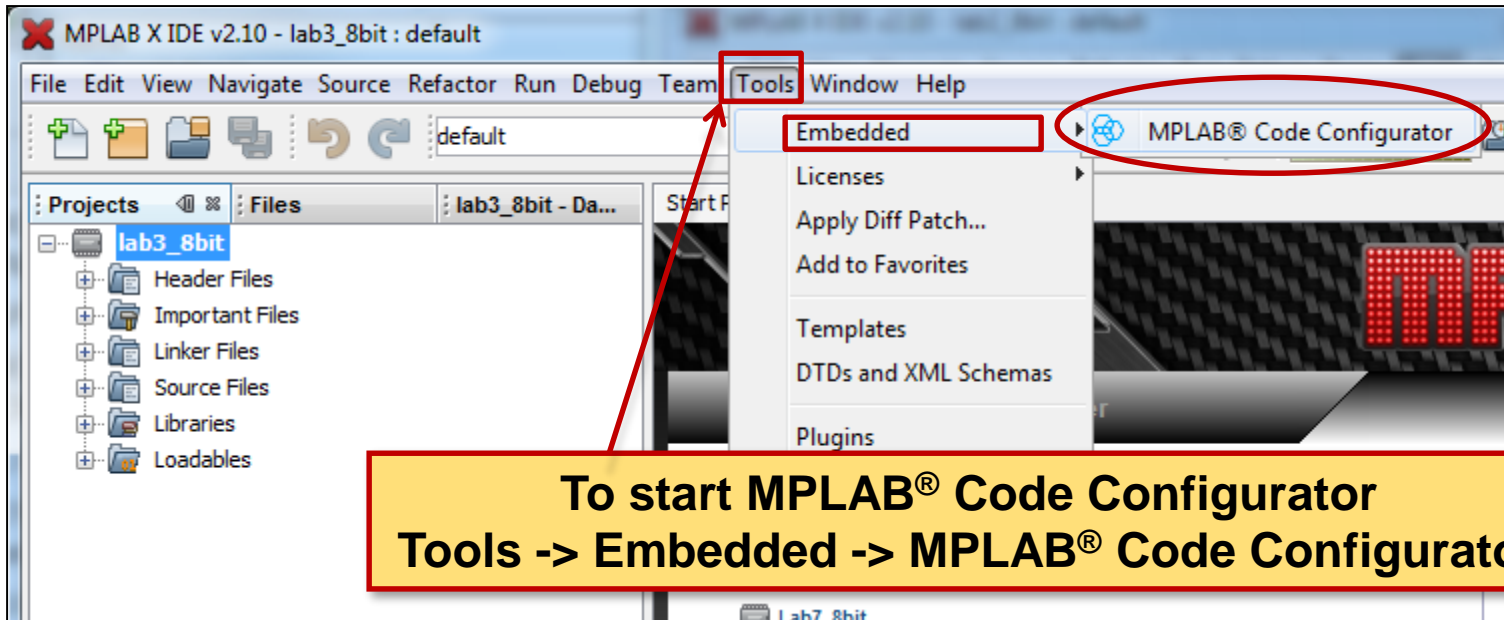 MPLAB X IDE v2.10 - lab3_8bit : default
File Edit View Navigate Source Refactor Run Debug Team Tools Window Help
default
Embedded
MPLAB® Code Configurator
Licenses
Apply Diff Patch...
Add to Favorites
Templates
DTDs and XML Schemas
Plugins
Projects Files lab3_8bit - Da... Start P
lab3_8bit
Header Files
Important Files
Linker Files
Source Files
Libraries
Loadables
To start MPLAB® Code Configurator
Tools -> Embedded -> MPLAB® Code Configurato
Lab7_8bit